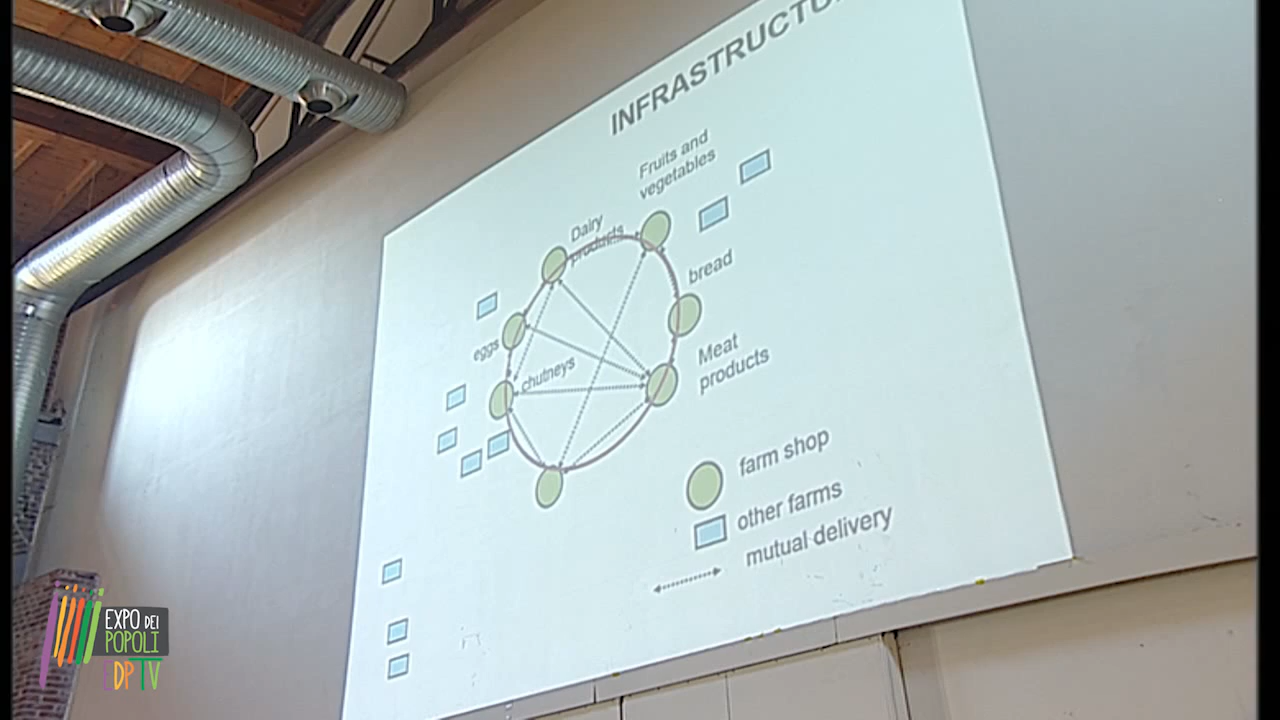 Fruits and
vegetables
Dairy
products
bread
eggs
Meat
products
chutneys
farm shop
other farms
mutual delivery
EXPO DEI
POPOLI
EDPTV